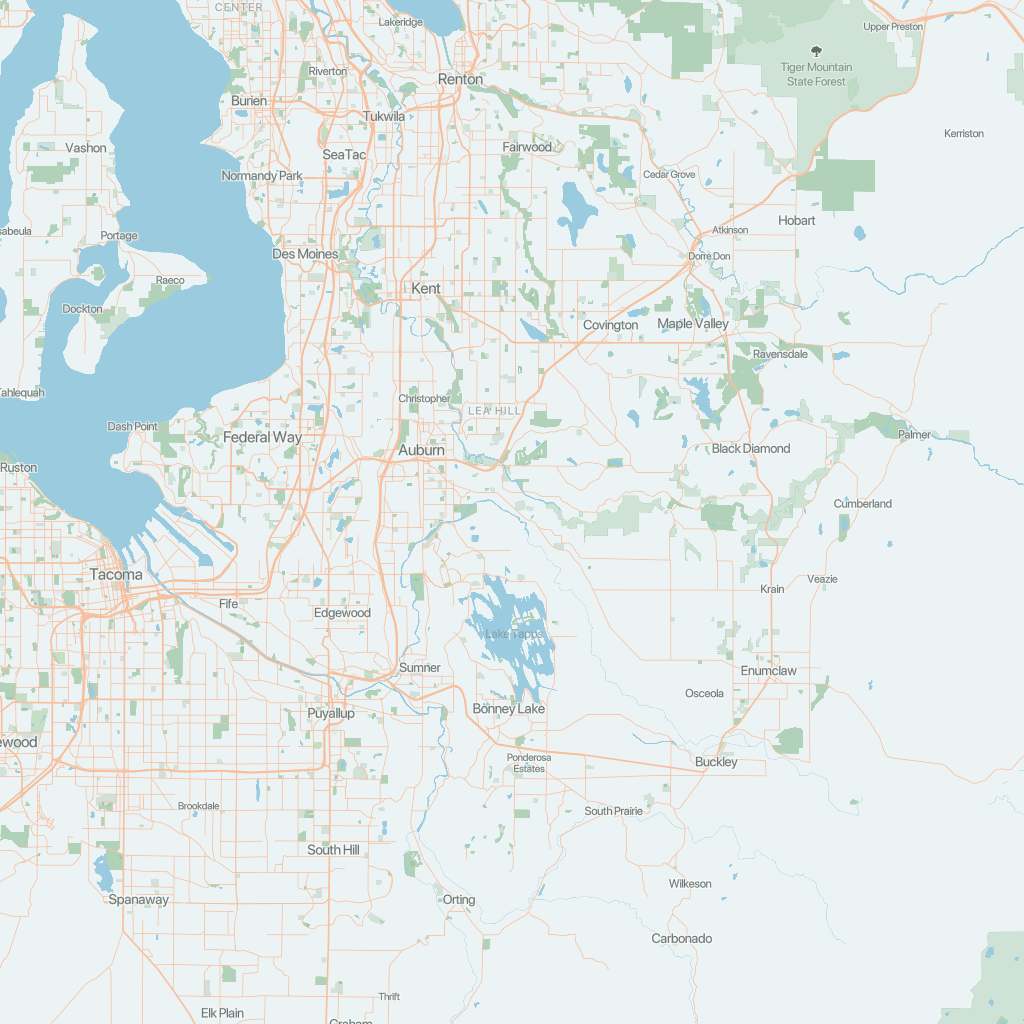 CENTER
Lakeridge
Upper Preston
Riverton
Renton
Tiger Mountain
State Forest
Burien
Tukwila
Kerriston
Vashon
SeaTac
Fairwood
Normandy Park
Cedar Grove
Hobart
Portage
Atkinson
Des Moines
Dorre Don
Raeco
Kent
Dockton
Covington
Maple Valley
Ravensdale
Tahlequah
Christopher
LEA HILL
Dash Point
Federal Way
Auburn
Black Diamond
Palmer
Ruston
Cumberland
Tacoma
Veazie
Krain
Fife
Edgewood
Lake Tapps
Sumner
Enumclaw
Osceola
Bonney Lake
Puyallup
ewood
Ponderosa
Estates
Buckley
Brookdale
South Prairie
South Hill
Wilkeson
Spanaway
Orting
Carbonado
Thrift
Elk Plain
Graham